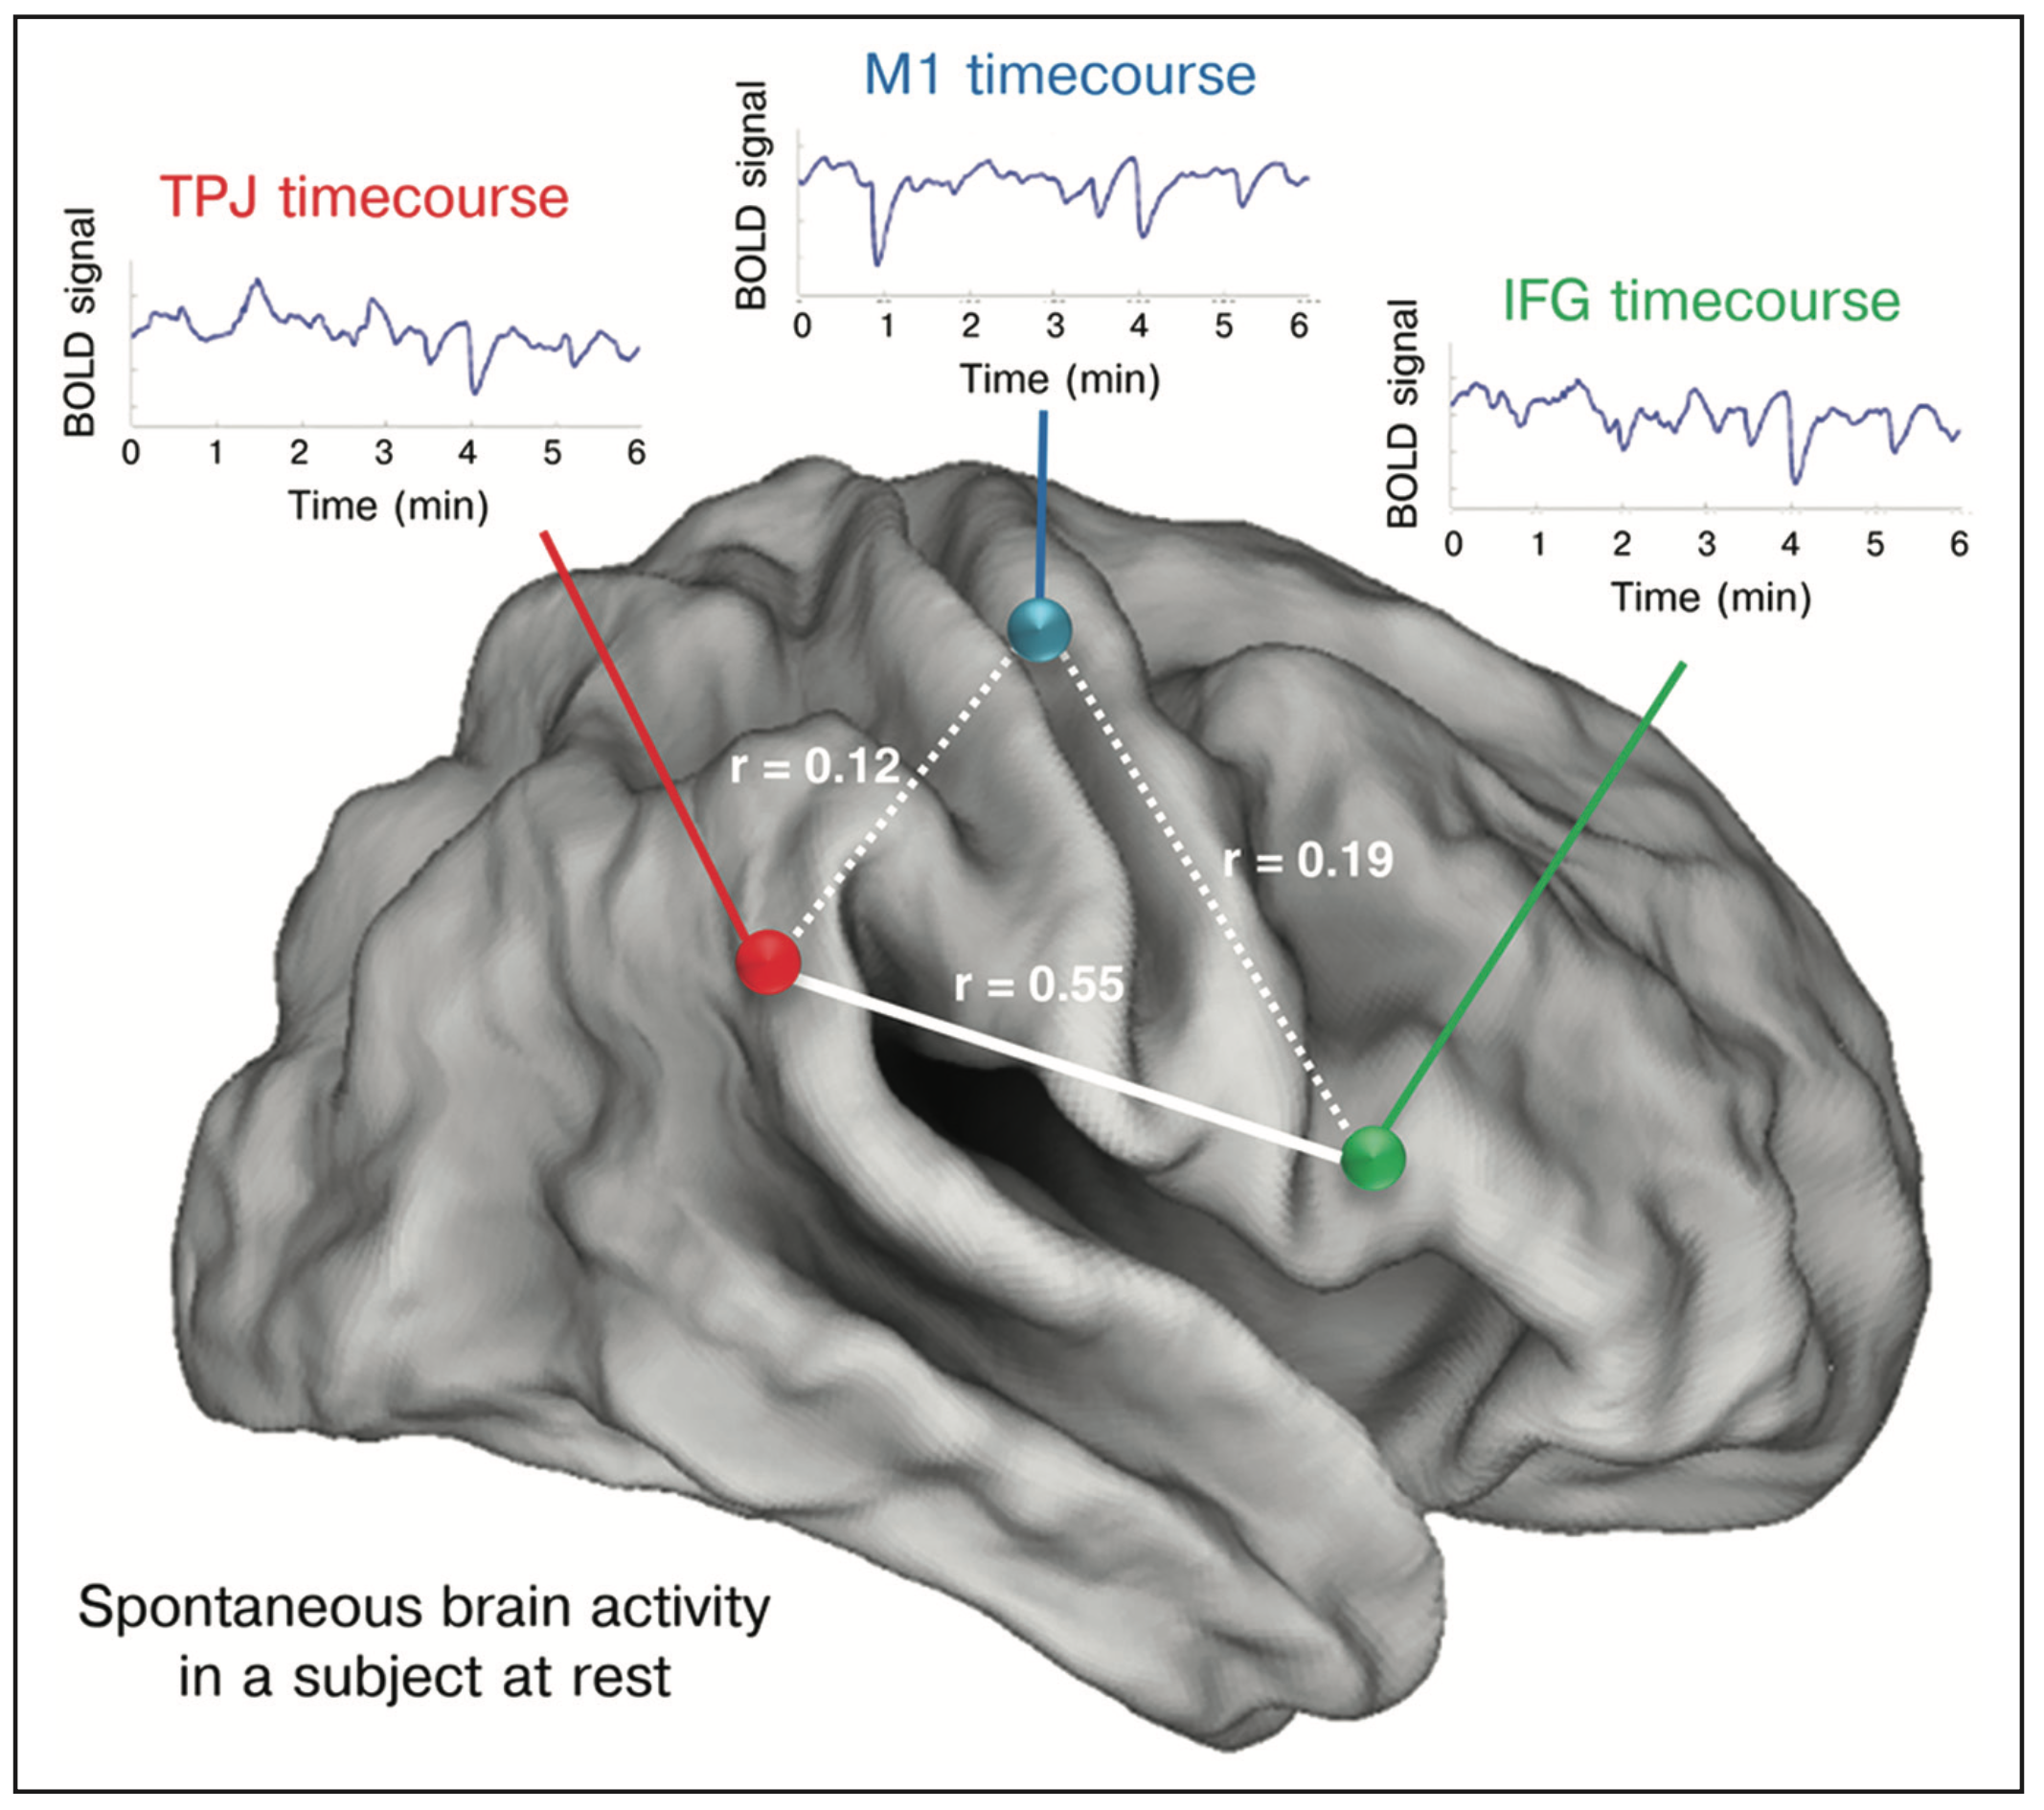 M1 timecourse
BOLD signal
0 1 2 3 4 5 6
Time (min)
TPJ timecourse
BOLD signal
0 1 2 3 4 5 6
Time (min)
IFG timecourse
BOLD signal
0 1 2 3 4 5 6
Time (min)
r = 0.12
r = 0.19
r = 0.55
Spontaneous brain activity
in a subject at rest